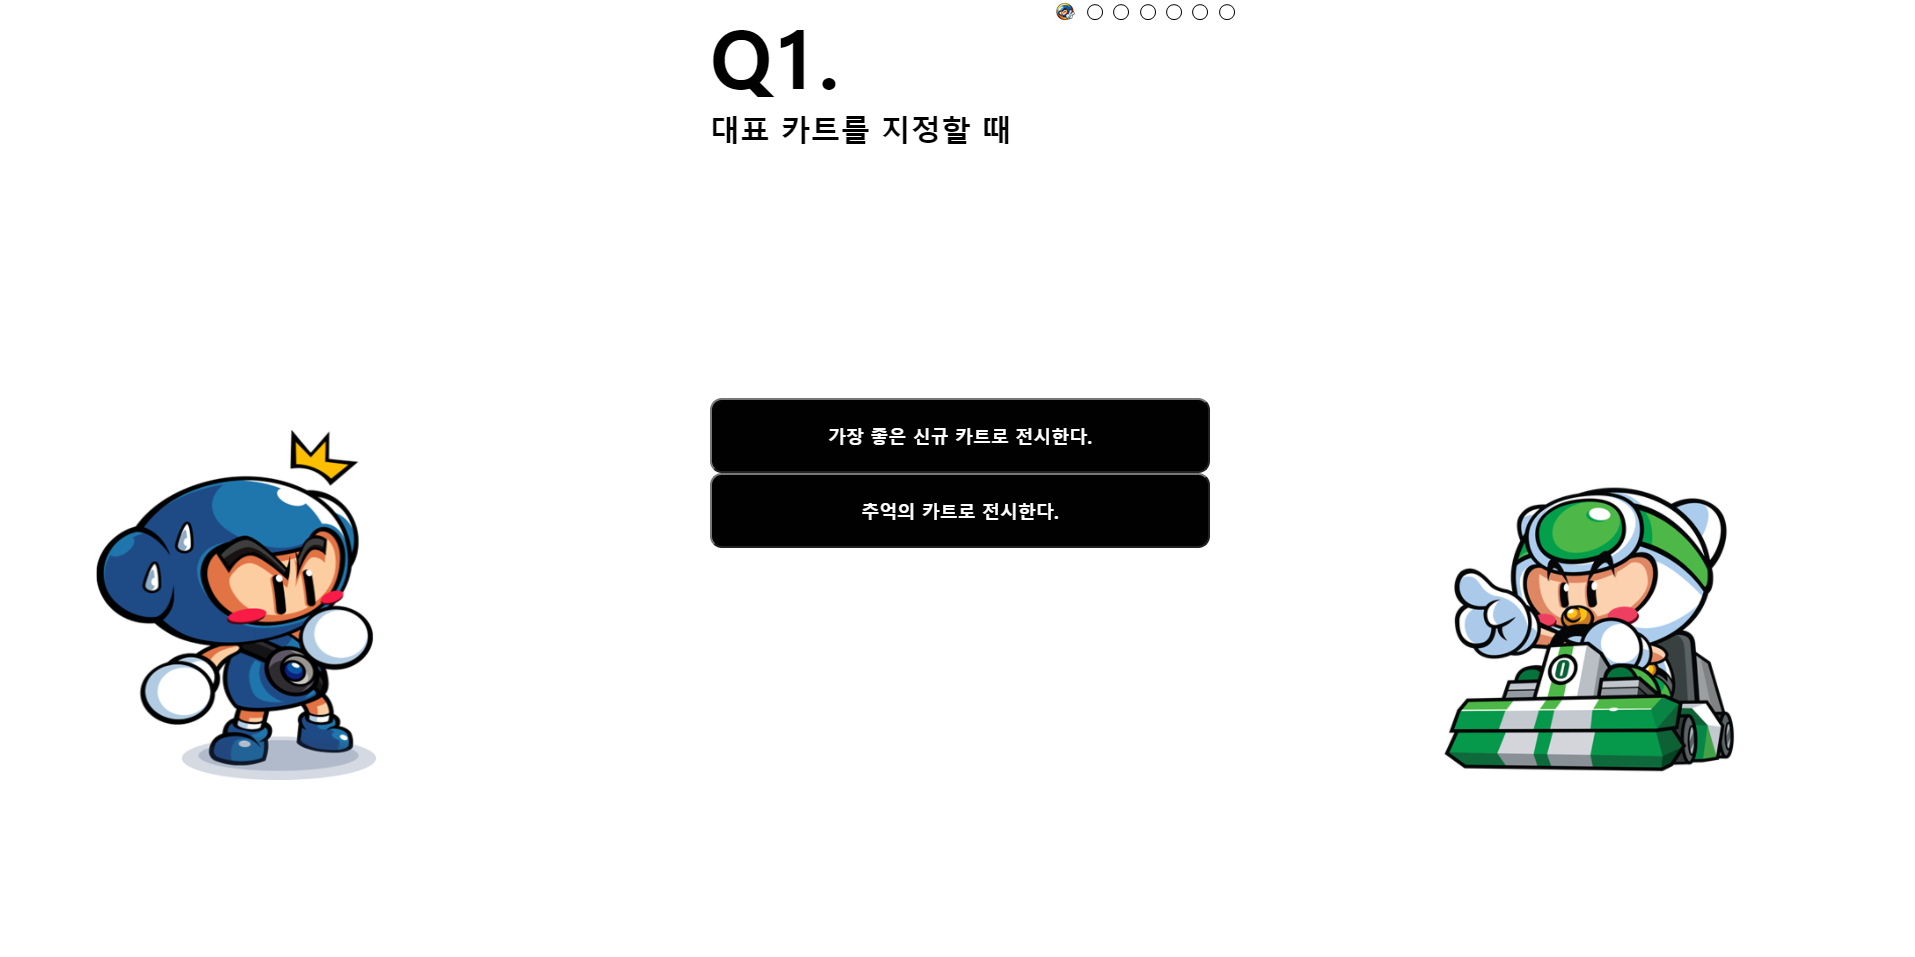 Q1.
대표 카트를 지정할 때
가장 좋은 신규 카트로 전시한다.
추억의 카트로 전시한다.
0